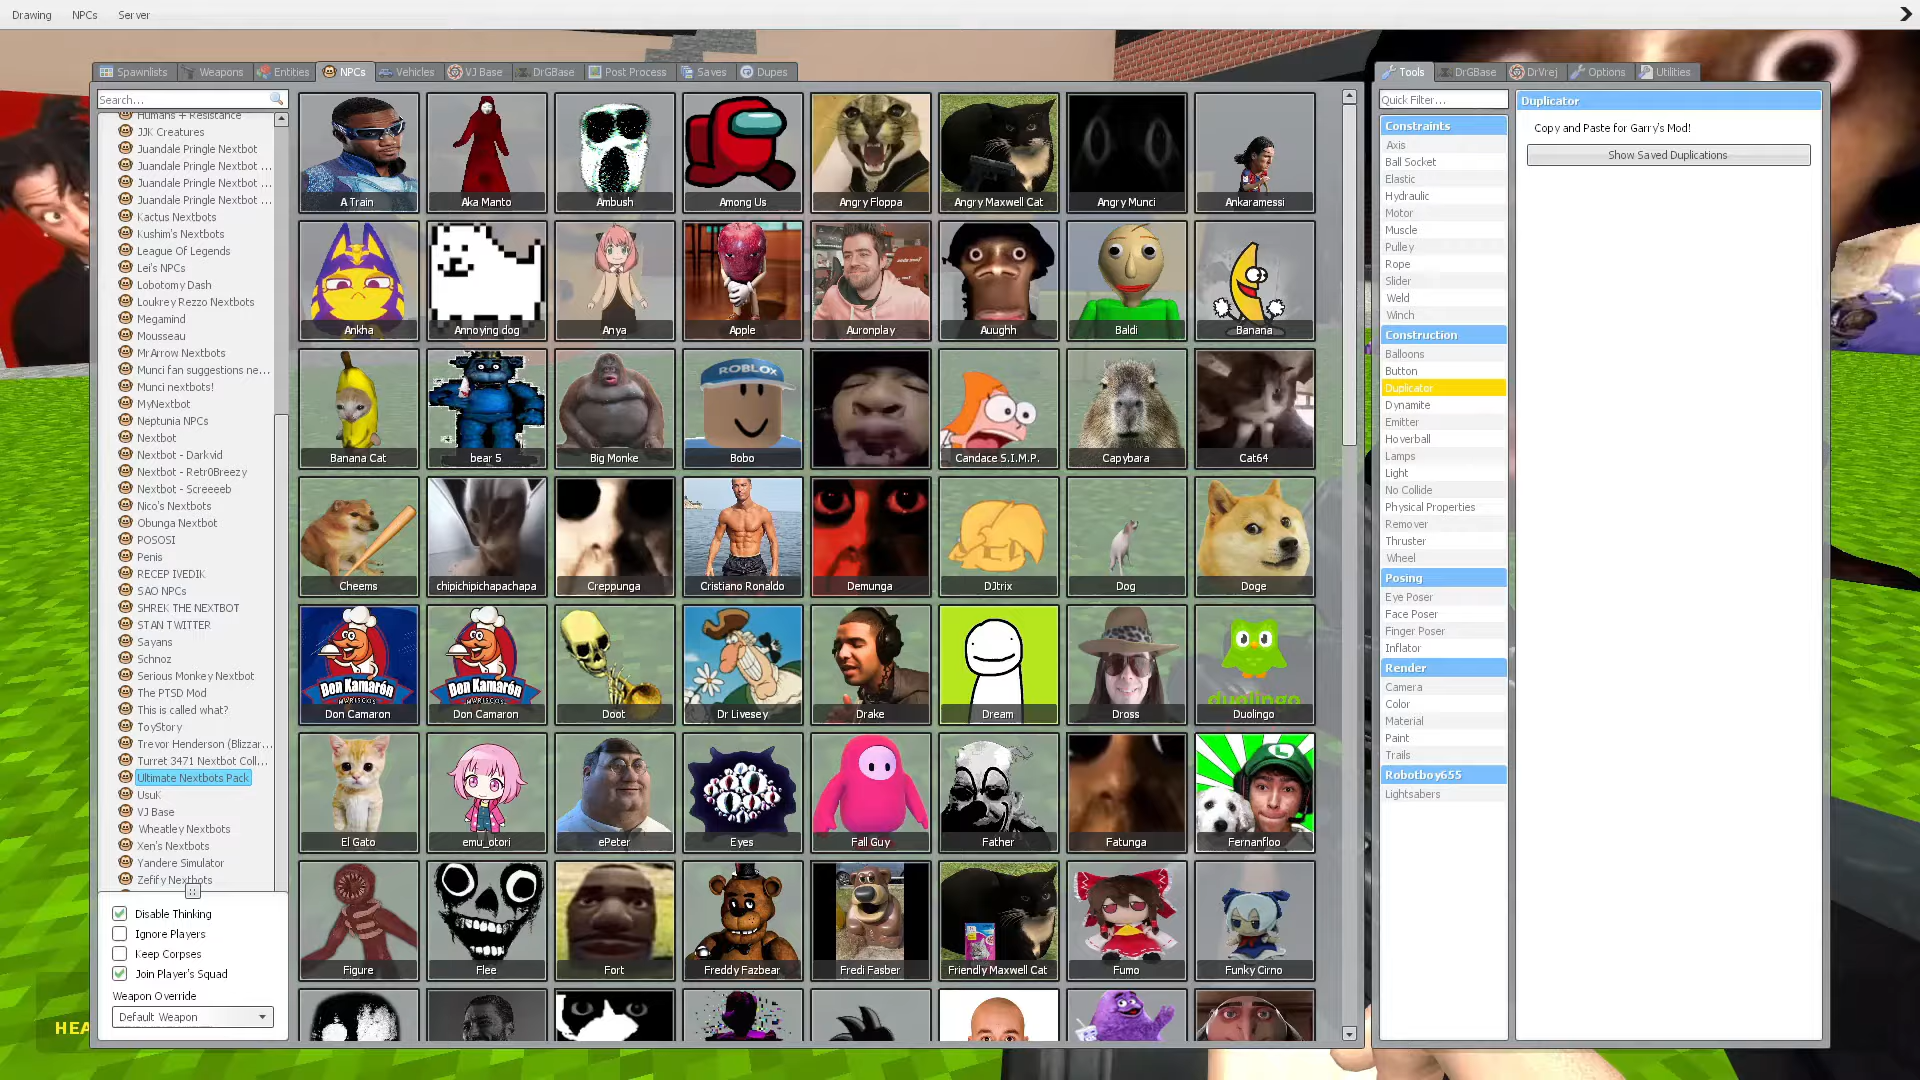 Drawing NPCs Server
Spawnlists Weapons Entities NPCs Vehicles VJ Base DrGBase Post Process Saves Dupes
Search...
Humans + Resistance
JJK Creatures
Juandale Pringle Nextbot
Juandale Pringle Nextbot ...
Juandale Pringle Nextbot ...
Juandale Pringle Nextbot ...
Kactus Nextbots
Kushim's Nextbots
League Of Legends
Lei's NPCs
Lobotomy Dash
Loukrey Rezzo Nextbots
Megamind
Mousseau
MrArrow Nextbots
Munci fan suggestions ne...
Munci nextbots!
MyNextbot
Neptunia NPCs
Nextbot
Nextbot - Darkvid
Nextbot - Retr0Breezy
Nextbot - Screeeeb
Nico's Nextbots
Obunga Nextbot
POSOSI
Penis
RECEP IVEDIK
SAO NPCs
SHREK THE NEXTBOT
STAN TWITTER
Sayans
Schnoz
Serious Monkey Nextbot
The PTSD Mod
This is called what?
ToyStory
Trevor Henderson (Blizzar...
Turret 3471 Nextbot Coll...
Ultimate Nextbots Pack
UsuK
VJ Base
Wheatley Nextbots
Xen's Nextbots
Yandere Simulator
Zefify Nextbots
Disable Thinking
Ignore Players
Keep Corpses
Join Player's Squad
Weapon Override
Default Weapon
HEA
A Train Aka Manto Ambush Among Us Angry Floppa Angry Maxwell Cat Angry Munci Ankaramessi
Ankha Annoying dog Anya Apple Auronplay Auughh Baldi Banana
ROBLOX
Banana Cat bear 5 Big Monke Bobo Candace S.I.M.P. Capybara Cat64
Cheems chipichipichapachapa Creppunga Cristiano Ronaldo Demunga DJtrix Dog Doge
Don Kamarón
MARISCOS
Don Kamarón
MARISCOS
duolingo
Don Camaron Don Camaron Doot Dr Livesey Drake Dream Dross Duolingo
El Gato emu_otori ePeter Eyes Fall Guy Father Fatunga Fernanfloo
Figure Flee Fort Freddy Fazbear Fredi Fasber Friendly Maxwell Cat Fumo Funky Cirno
Tools DrGBase DrVrej Options Utilities
Quick Filter...
Constraints
Axis
Ball Socket
Elastic
Hydraulic
Motor
Muscle
Pulley
Rope
Slider
Weld
Winch
Construction
Balloons
Button
Duplicator
Dynamite
Emitter
Hoverball
Lamps
Light
No Collide
Physical Properties
Remover
Thruster
Wheel
Posing
Eye Poser
Face Poser
Finger Poser
Inflator
Render
Camera
Color
Material
Paint
Trails
Robotboy655
Lightsabers
Duplicator
Copy and Paste for Garry's Mod!
Show Saved Duplications